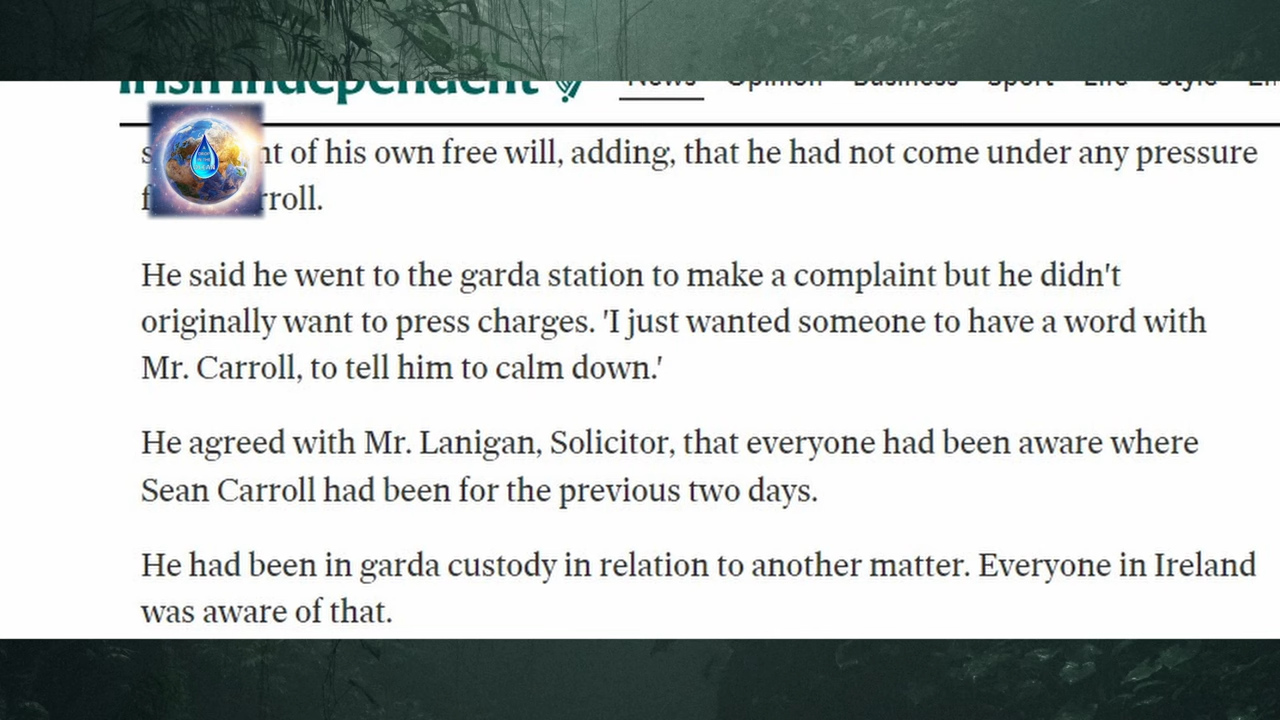 Irish Independent News Opinion Business Sport Life Style
of his own free will, adding, that he had not come under any pressure
He said he went to the garda station to make a complaint but he didn't
originally want to press charges. 'I just wanted someone to have a word with
Mr. Carroll, to tell him to calm down.'
He agreed with Mr. Lanigan, Solicitor, that everyone had been aware where
Sean Carroll had been for the previous two days.
He had been in garda custody in relation to another matter. Everyone in Ireland
was aware of that.